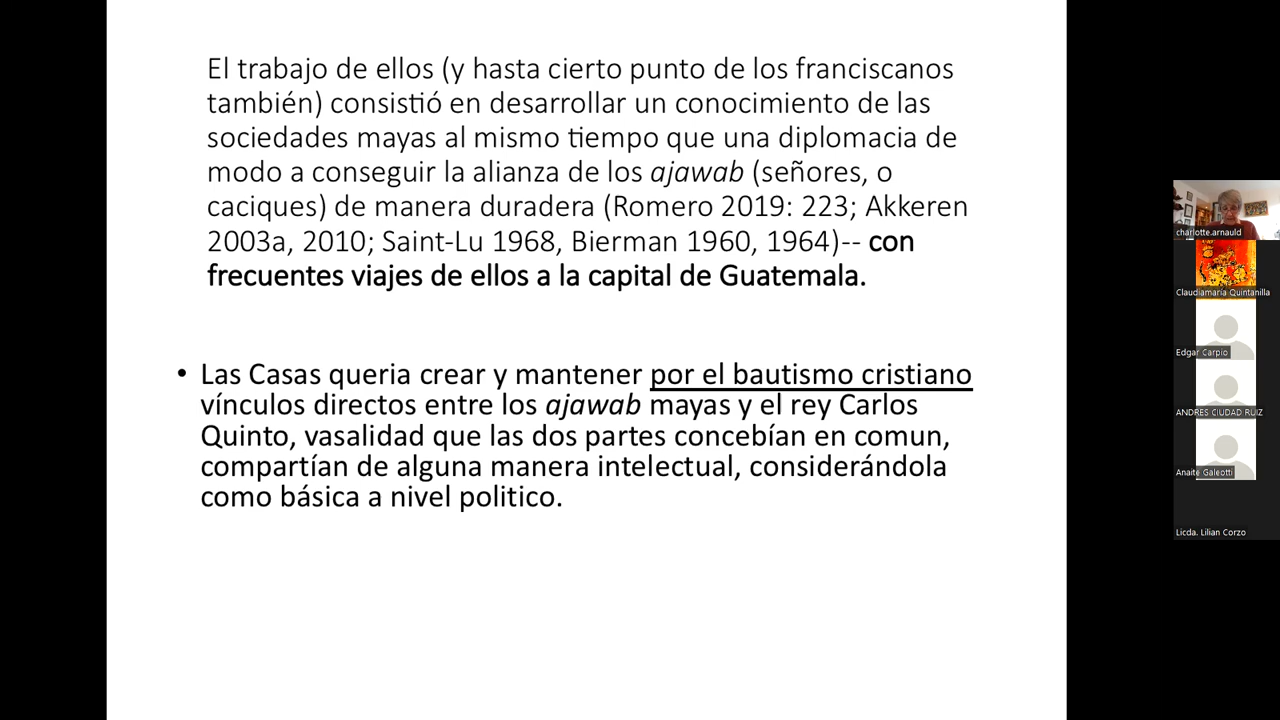 El trabajo de ellos (y hasta cierto punto de los franciscanos
también) consistió en desarrollar un conocimiento de las
sociedades mayas al mismo tiempo que una diplomacia de
modo a conseguir la alianza de los ajawab (señores, o
caciques) de manera duradera (Romero 2019: 223; Akkeren
2003a, 2010; Saint-Lu 1968, Bierman 1960, 1964)-- con
frecuentes viajes de ellos a la capital de Guatemala.
• Las Casas queria crear y mantener por el bautismo cristiano
vínculos directos entre los ajawab mayas y el rey Carlos
Quinto, vasalidad que las dos partes concebían en comun,
compartían de alguna manera intelectual, considerándola
como básica a nivel politico.
charlotte.arnauld
Claudiamaría Quintanilla
Edgar Carpio
ANDRES CIUDAD RUIZ
Anaite Galeotti
Licda. Lilian Corzo